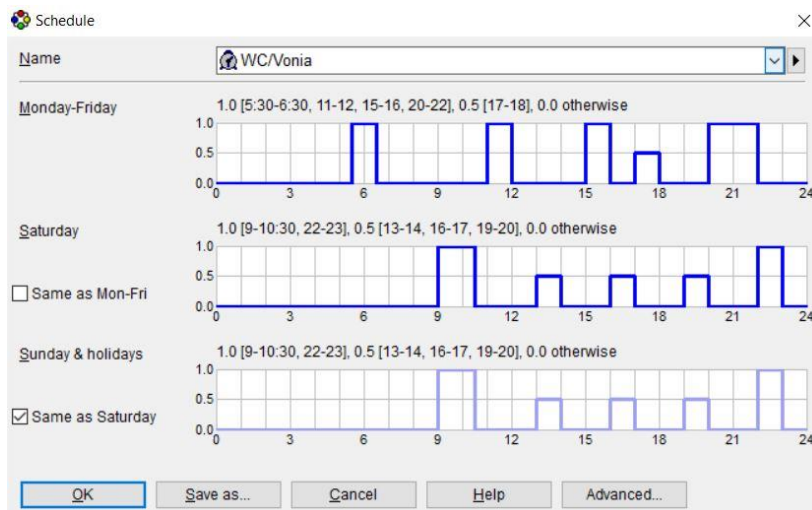 Schedule
Name WC/Vonia
Monday-Friday 1.0 [5:30-6:30, 11-12, 15-16, 20-22], 0.5 [17-18], 0.0 otherwise
1.0
0.5
0.0
0 3 6 9 12 15 18 21 24
Saturday 1.0 [9-10:30, 22-23], 0.5 [13-14, 16-17, 19-20], 0.0 otherwise
1.0
0.5
Same as Mon-Fri
0.0
0 3 6 9 12 15 18 21 24
Sunday & holidays 1.0 [9-10:30, 22-23], 0.5 [13-14, 16-17, 19-20], 0.0 otherwise
1.0
0.5
Same as Saturday
0.0
0 3 6 9 12 15 18 21 24
OK Save as... Cancel Help Advanced...